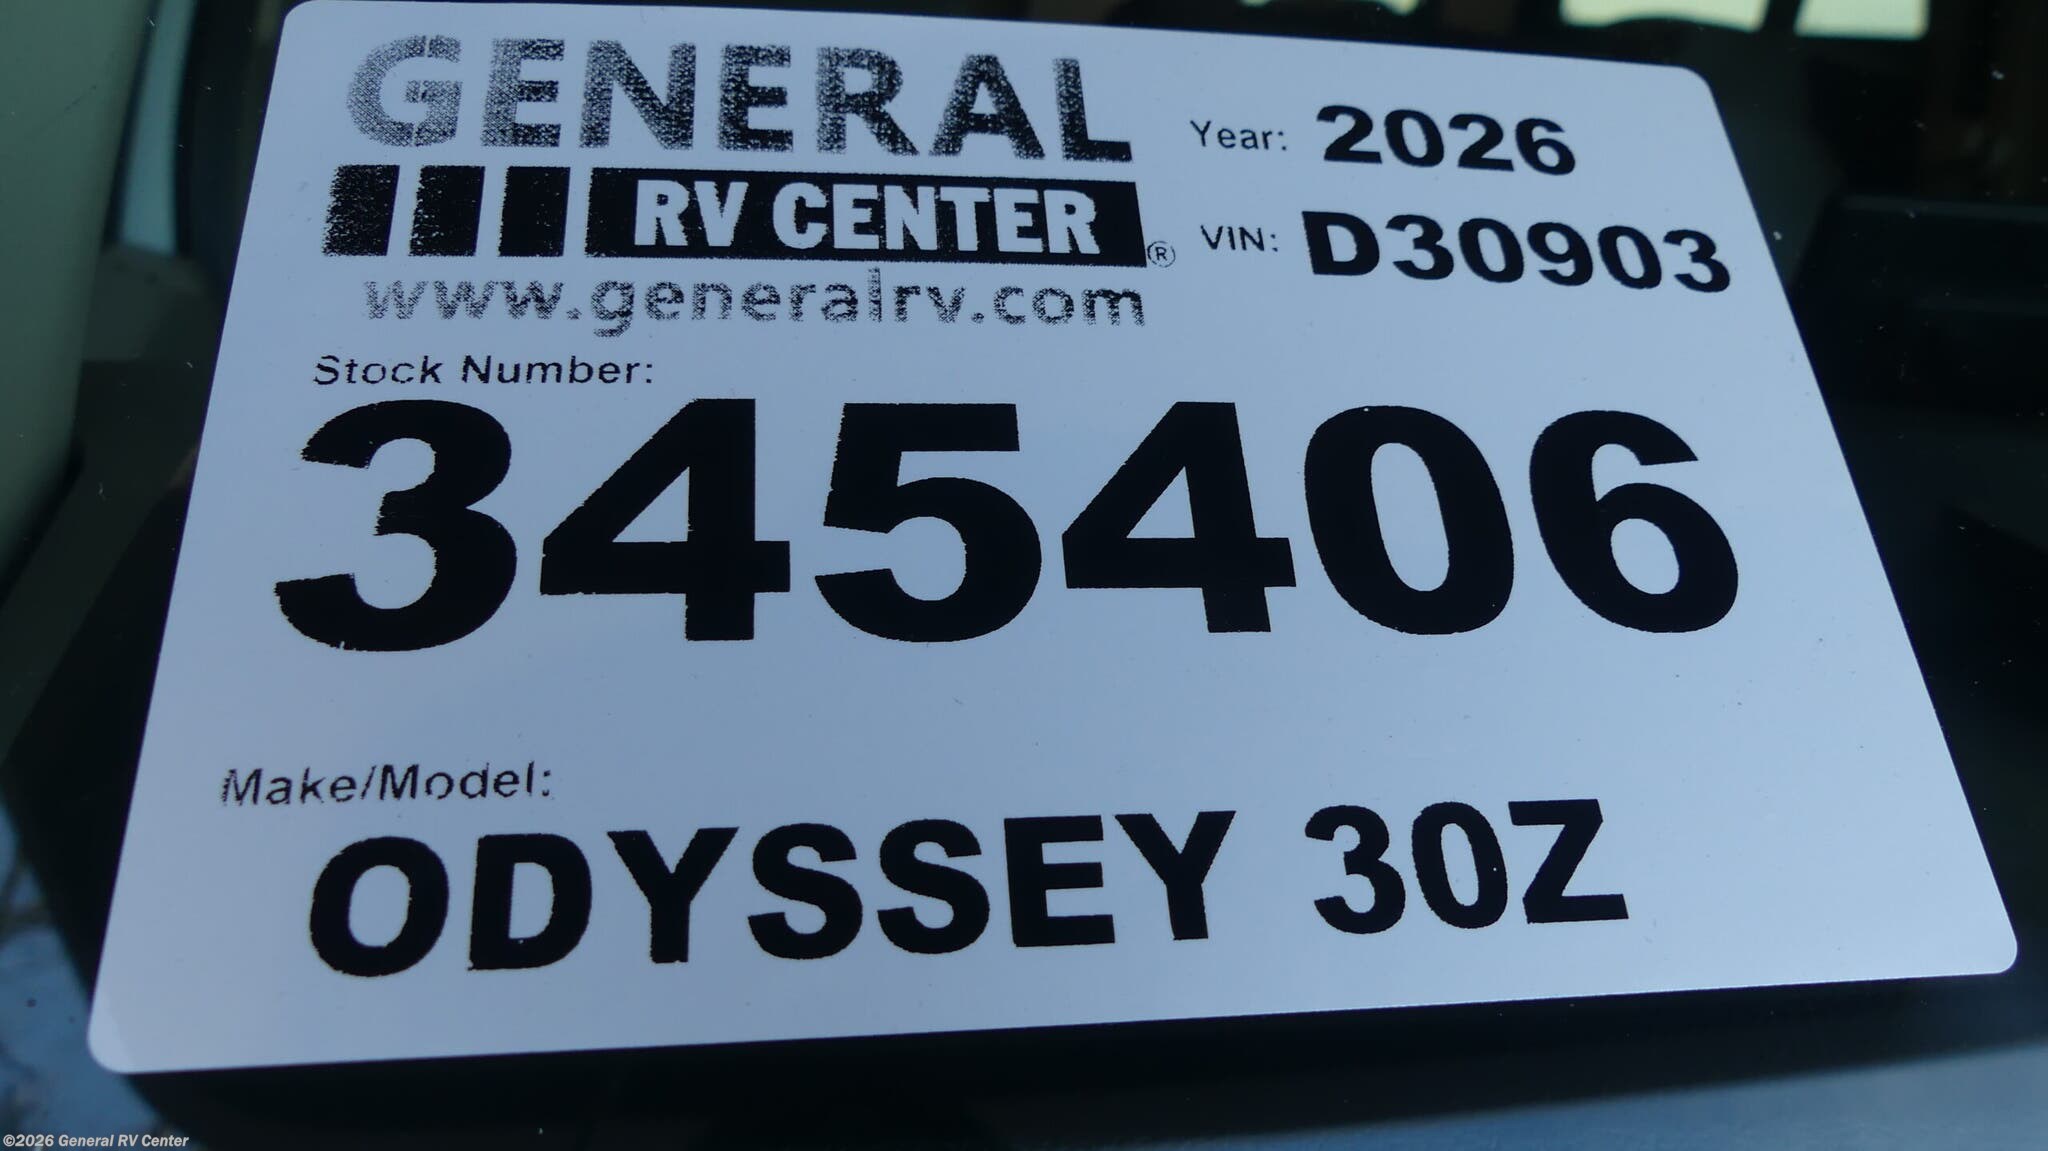 GENERAL
RV CENTER®
www.generalrv.com
Year: 2026
VIN: D30903
Stock Number:
345406
Make/Model:
ODYSSEY 30Z
©2026 General RV Center